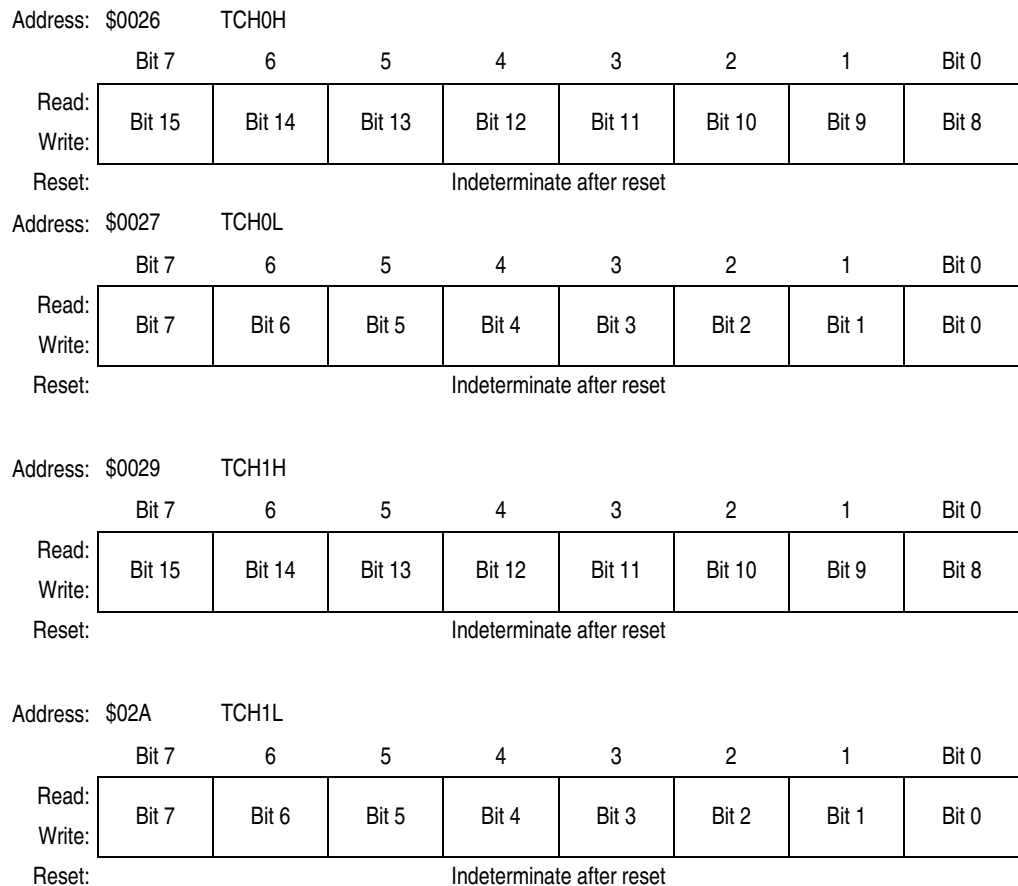 Address: $0026 TCH0H
Bit 7 6 5 4 3 2 1 Bit 0
Read:
Bit 15 Bit 14 Bit 13 Bit 12 Bit 11 Bit 10 Bit 9 Bit 8
Write:
Reset: Indeterminate after reset
Address: $0027 TCH0L
Bit 7 6 5 4 3 2 1 Bit 0
Read:
Bit 7 Bit 6 Bit 5 Bit 4 Bit 3 Bit 2 Bit 1 Bit 0
Write:
Reset: Indeterminate after reset
Address: $0029 TCH1H
Bit 7 6 5 4 3 2 1 Bit 0
Read:
Bit 15 Bit 14 Bit 13 Bit 12 Bit 11 Bit 10 Bit 9 Bit 8
Write:
Reset: Indeterminate after reset
Address: $02A TCH1L
Bit 7 6 5 4 3 2 1 Bit 0
Read:
Bit 7 Bit 6 Bit 5 Bit 4 Bit 3 Bit 2 Bit 1 Bit 0
Write:
Reset: Indeterminate after reset